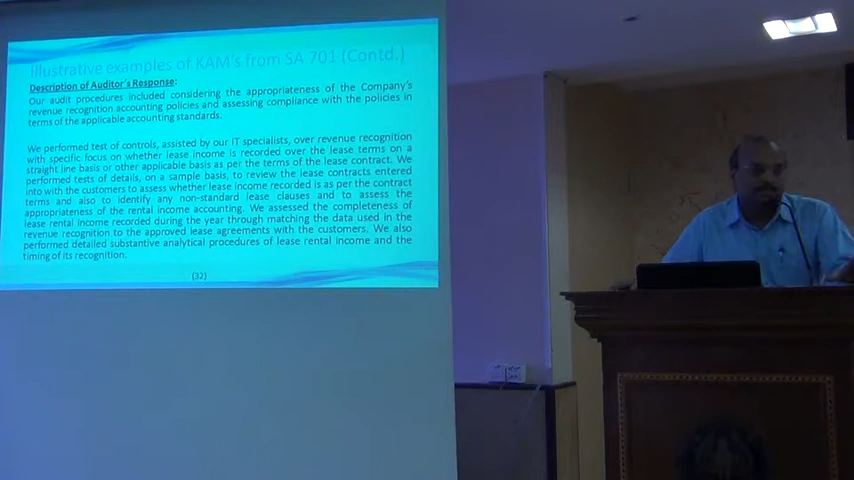 Illustrative examples of KAM's from SA 701 (Contd.)
Description of Auditor's Response:
Our audit procedures included considering the appropriateness of the Company's
revenue recognition accounting policies and assessing compliance with the policies in
terms of the applicable accounting standards.
We performed test of controls, assisted by our IT specialists, over revenue recognition
with specific focus on whether lease income is recorded over the lease terms on a
straight line basis or other applicable basis as per the terms of the lease contract. We
performed tests of details, on a sample basis, to review the lease contracts entered
into with the customers to assess whether lease income recorded is as per the contract
terms and also to identify any non-standard lease clauses and to assess the
appropriateness of the rental income accounting. We assessed the completeness of
lease rental income recorded during the year through matching the data used in the
revenue recognition to the approved lease agreements with the customers. We also
performed detailed substantive analytical procedures of lease rental income and the
timing of its recognition.
(32)